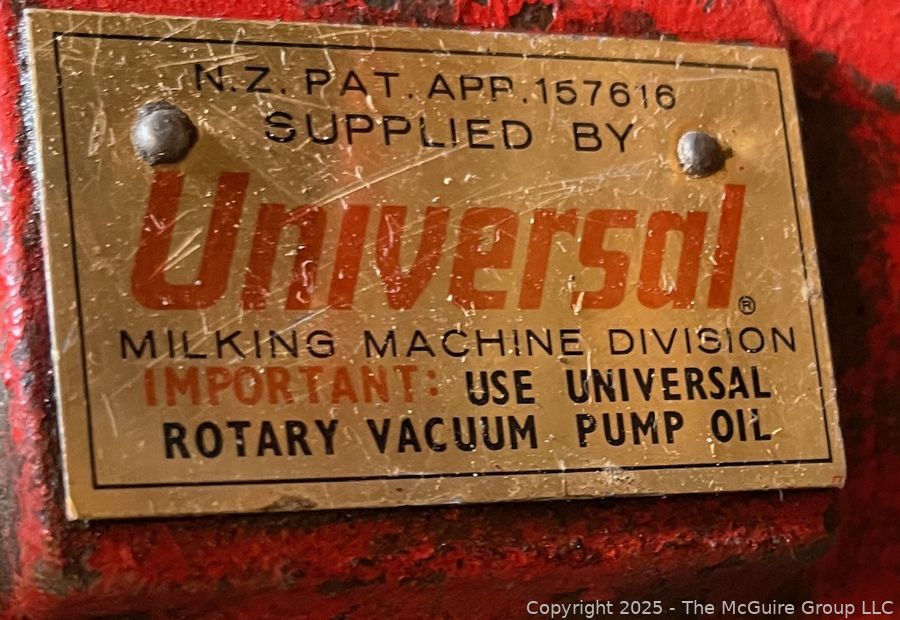 N.Z. PAT. APP. 157616
SUPPLIED BY
Universal ®
MILKING MACHINE DIVISION
IMPORTANT: USE UNIVERSAL
ROTARY VACUUM PUMP OIL
Copyright 2025 - The McGuire Group LLC